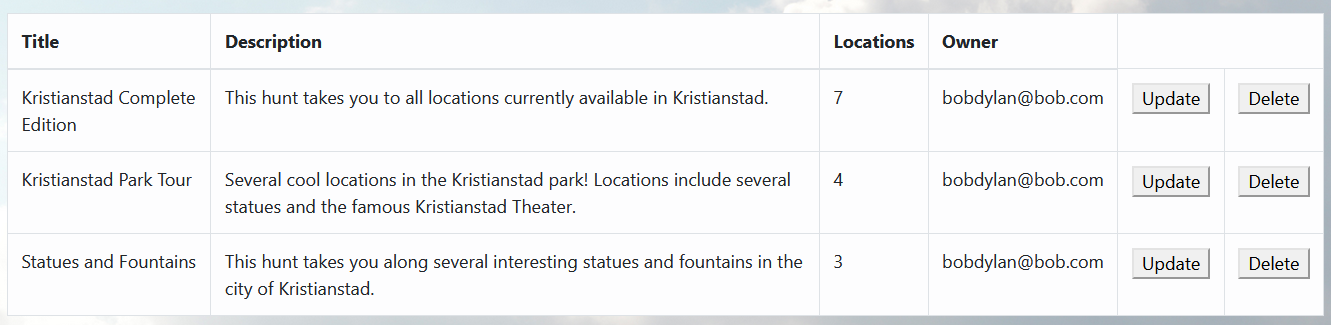 Title Description Locations Owner
Kristianstad Complete This hunt takes you to all locations currently available in Kristianstad. 7 bobdylan@bob.com Update Delete
Edition
Kristianstad Park Tour Several cool locations in the Kristianstad park! Locations include several 4 bobdylan@bob.com Update Delete
statues and the famous Kristianstad Theater.
Statues and Fountains This hunt takes you along several interesting statues and fountains in the 3 bobdylan@bob.com Update Delete
city of Kristianstad.